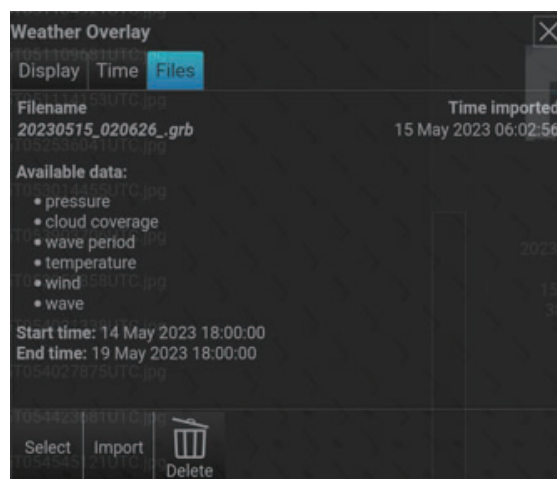 Weather Overlay
Display Time Files
Filename Time imported
20230515_020626_.grb 15 May 2023 06:02:56
Available data:
• pressure
• cloud coverage
• wave period
• temperature
• wind
• wave
Start time: 14 May 2023 18:00:00
End time: 19 May 2023 18:00:00
Select Import Delete